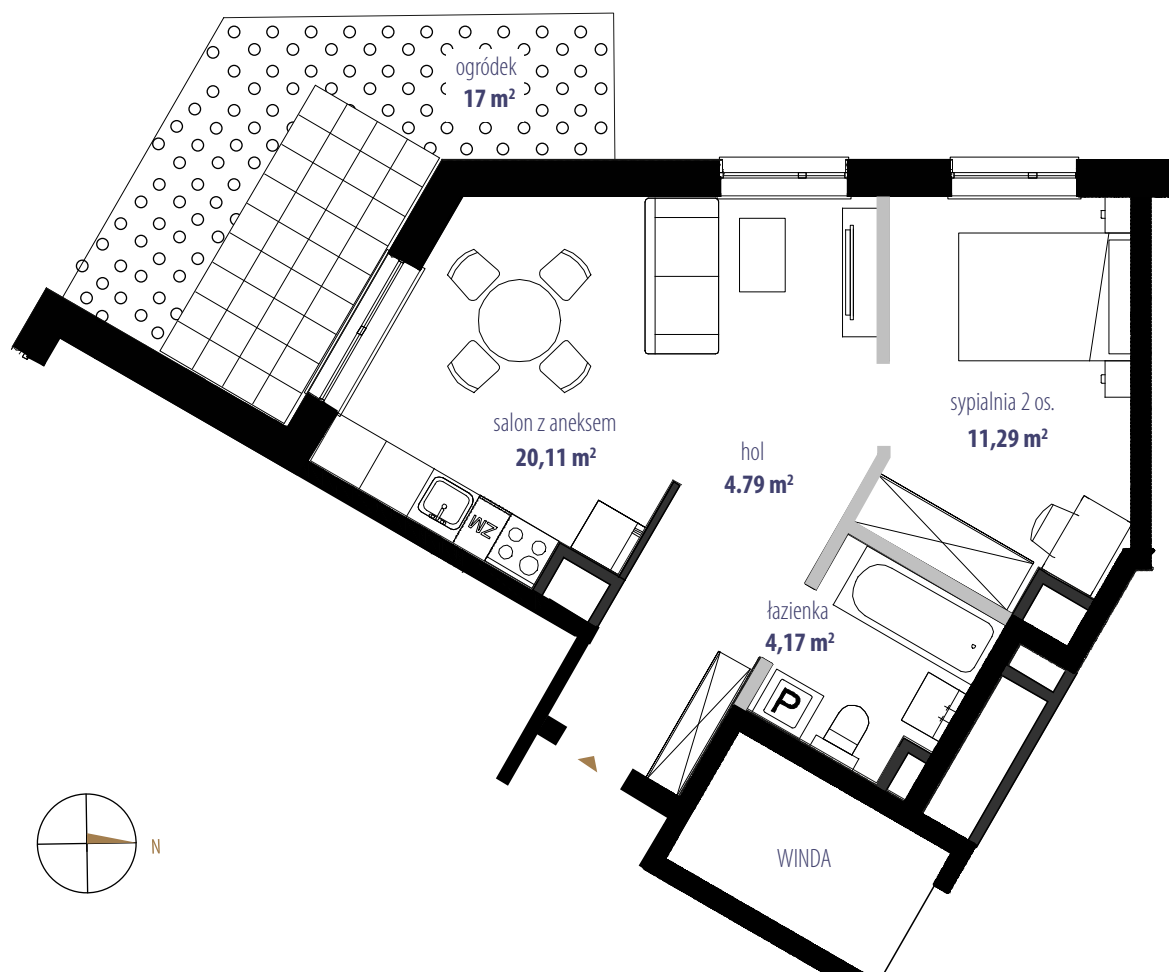 ogródek
17 m²
salon z aneksem
20,11 m²
hol
4.79 m²
sypialnia 2 os.
11,29 m²
ZM
łazienka
4,17 m²
P
N
WINDA